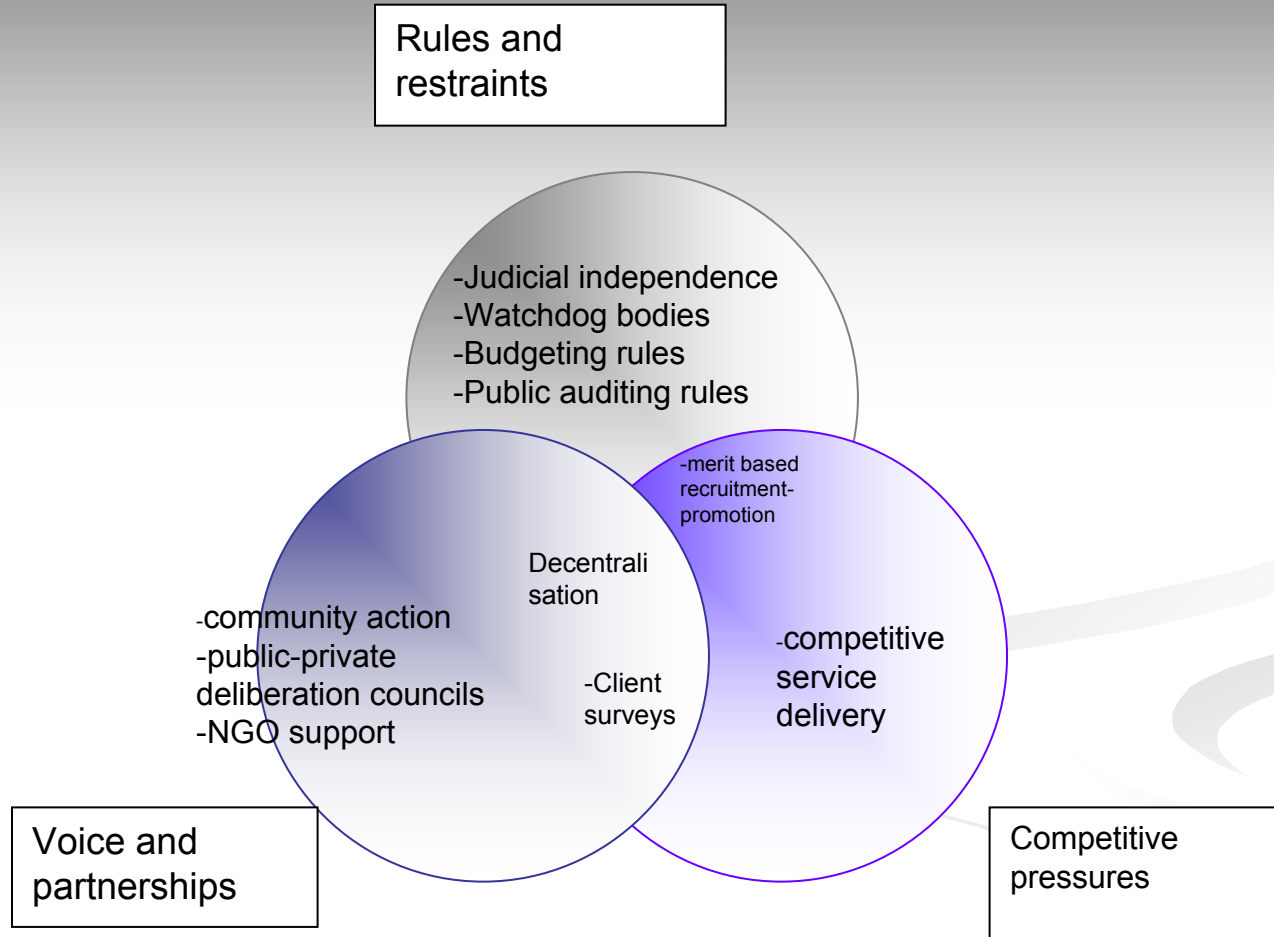 Rules and
restraints
-Judicial independence
-Watchdog bodies
-Budgeting rules
-Public auditing rules
-merit based
recruitment-
promotion
Decentrali
sation
-community action
-public-private
deliberation councils
-NGO support
-Client
surveys
-competitive
service
delivery
Voice and
partnerships
Competitive
pressures